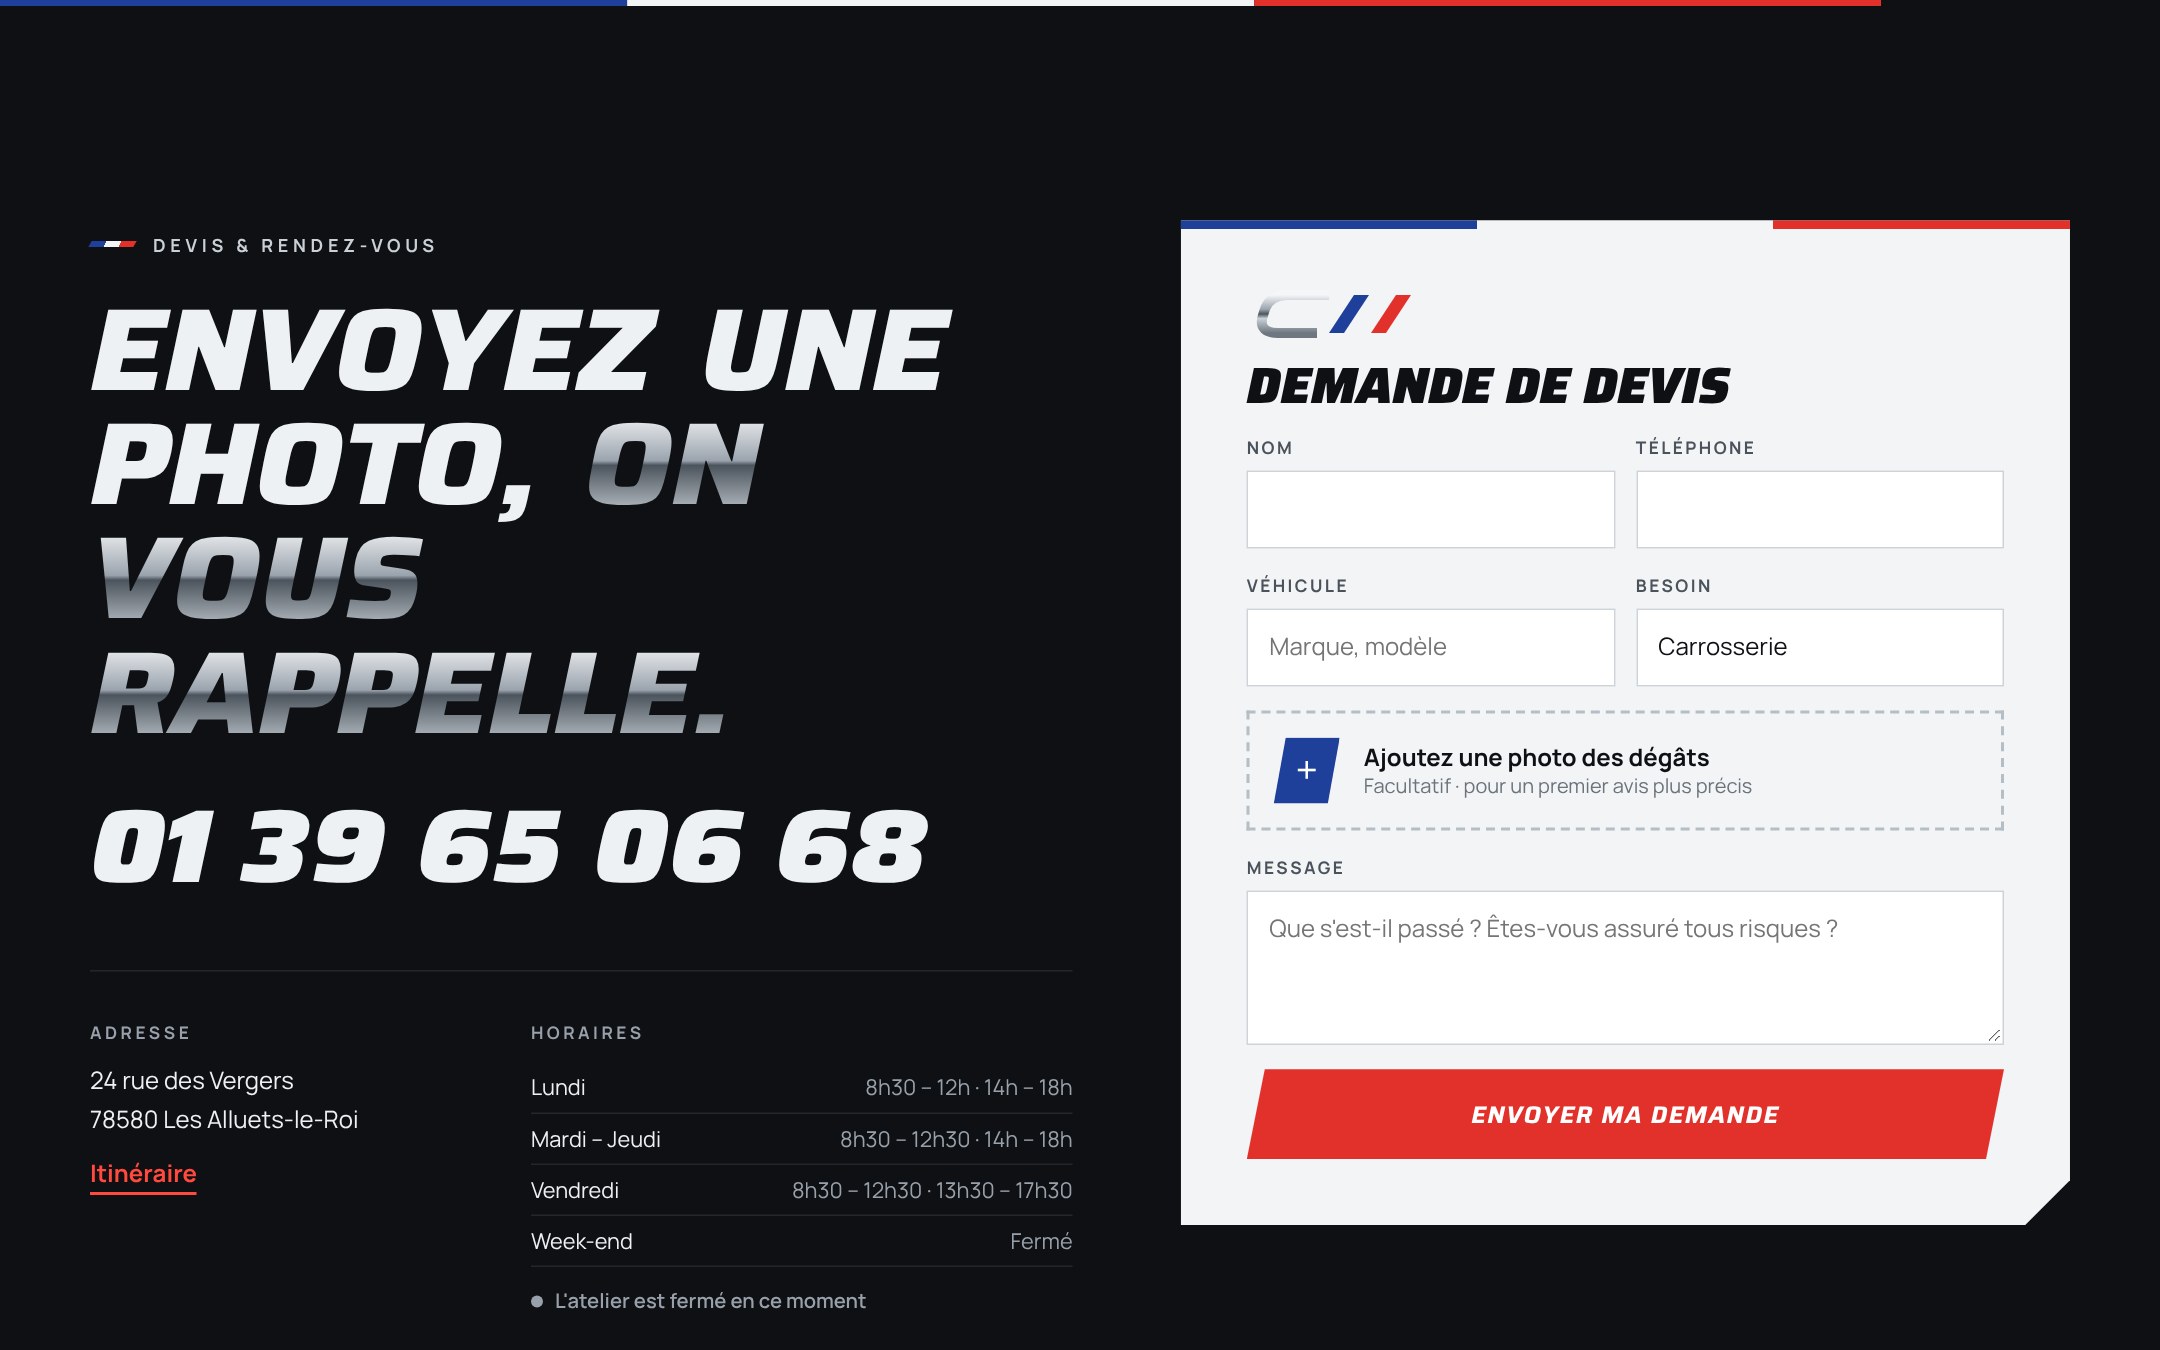 DEVIS & RENDEZ-VOUS
ENVOYEZ UNE
PHOTO, ON
VOUS
RAPPELLE.
01 39 65 06 68
ADRESSE
24 rue des Vergers
78580 Les Alluets-le-Roi
Itinéraire
HORAIRES
Lundi 8h30 – 12h · 14h – 18h
Mardi – Jeudi 8h30 – 12h30 · 14h – 18h
Vendredi 8h30 – 12h30 · 13h30 – 17h30
Week-end Fermé
L'atelier est fermé en ce moment
DEMANDE DE DEVIS
NOM TÉLÉPHONE
VÉHICULE BESOIN
Marque, modèle Carrosserie
+ Ajoutez une photo des dégâts
Facultatif · pour un premier avis plus précis
MESSAGE
Que s'est-il passé ? Êtes-vous assuré tous risques ?
ENVOYER MA DEMANDE